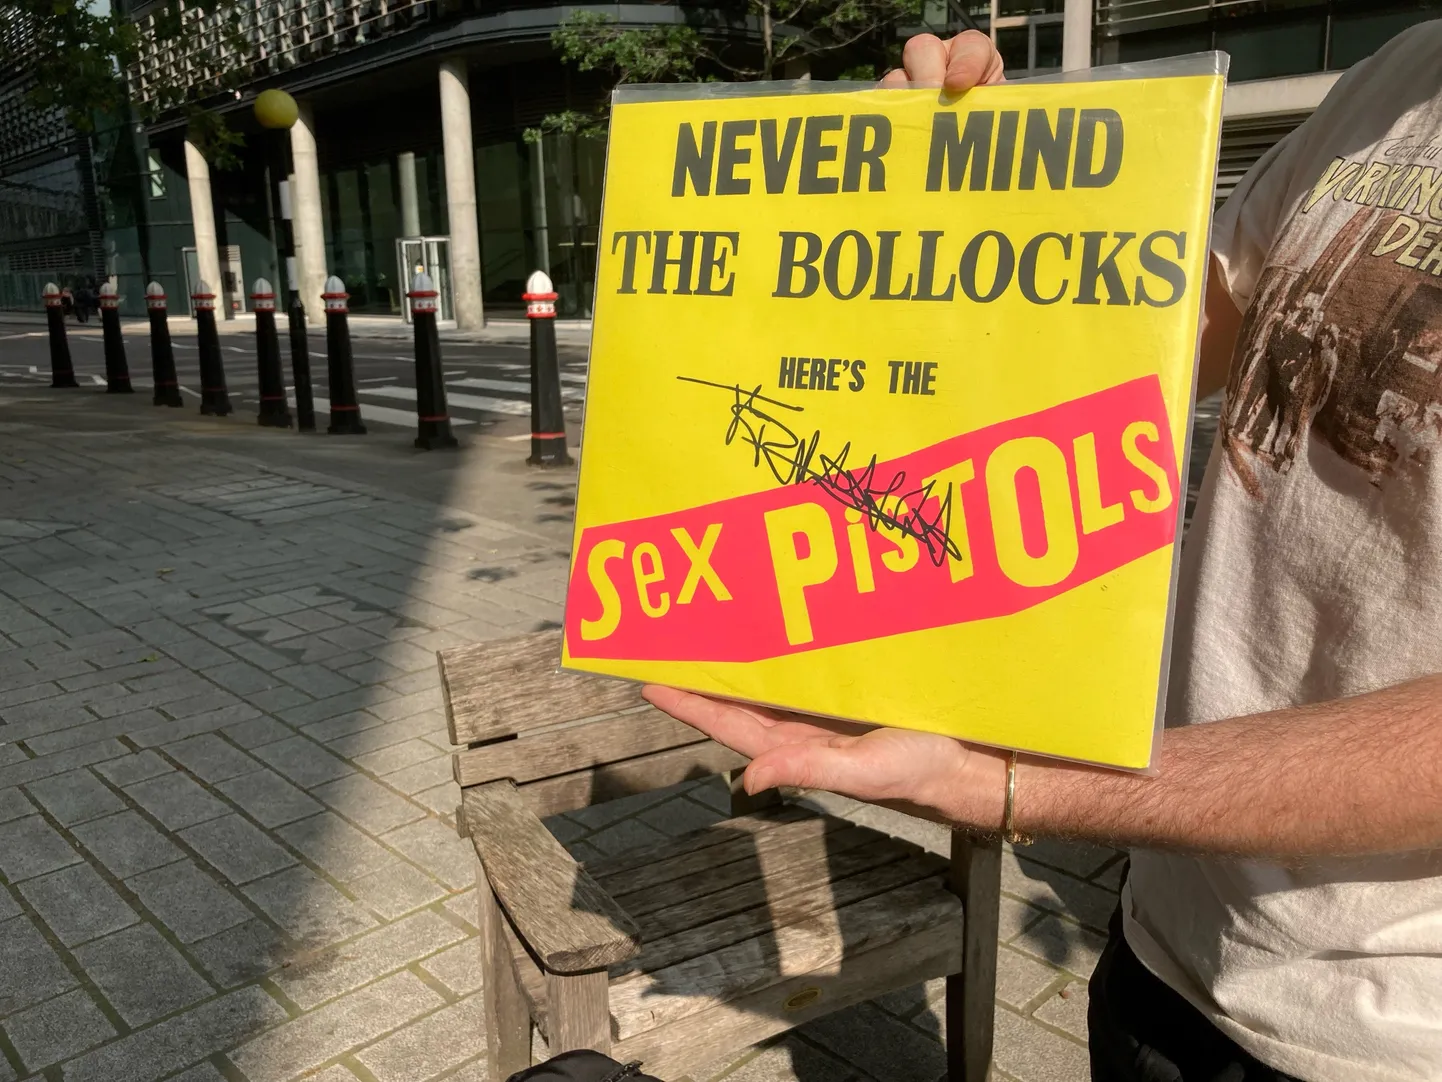 NEVER MIND
THE BOLLOCKS
HERE'S THE
Sex PiSTOLS